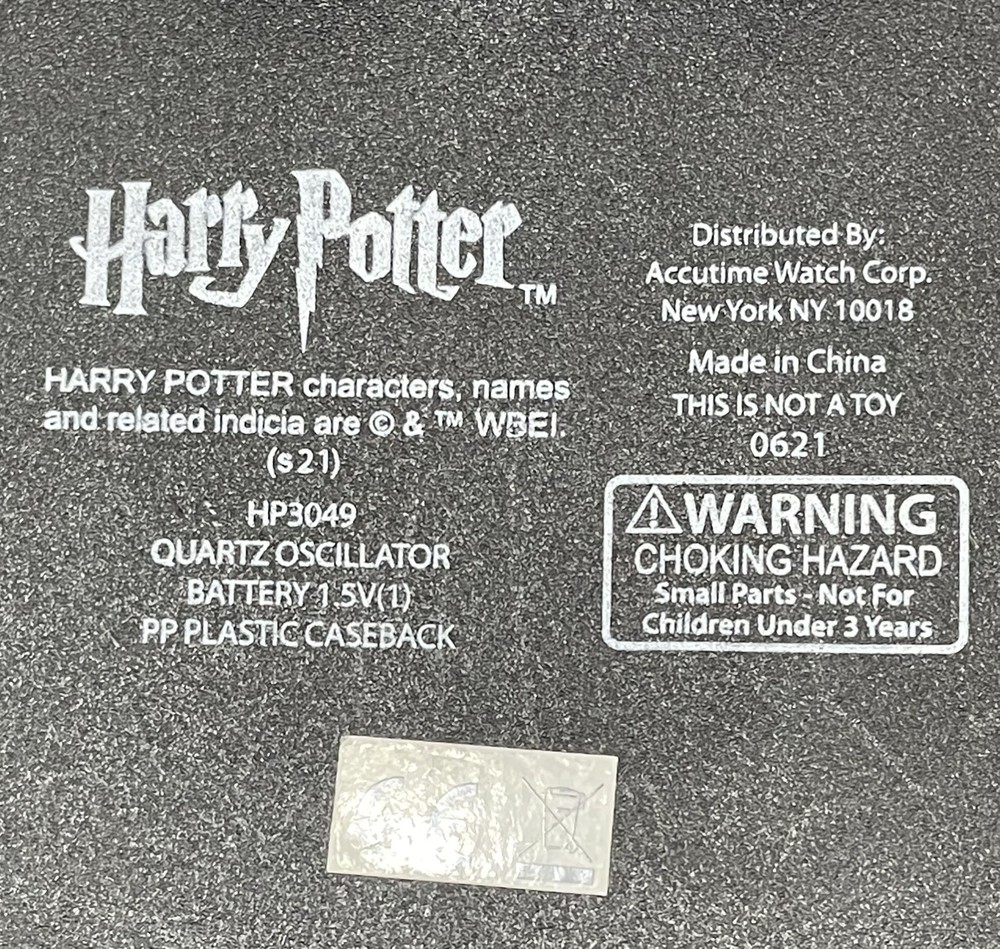 Harry Potter TM
HARRY POTTER characters, names
and related indicia are © & ™ WBEI.
(s21)
HP3049
QUARTZ OSCILLATOR
BATTERY 1.5V(1)
PP PLASTIC CASEBACK
Distributed By:
Accutime Watch Corp.
New York NY 10018
Made in China
THIS IS NOT A TOY
0621
⚠WARNING
CHOKING HAZARD
Small Parts - Not For
Children Under 3 Years
CE